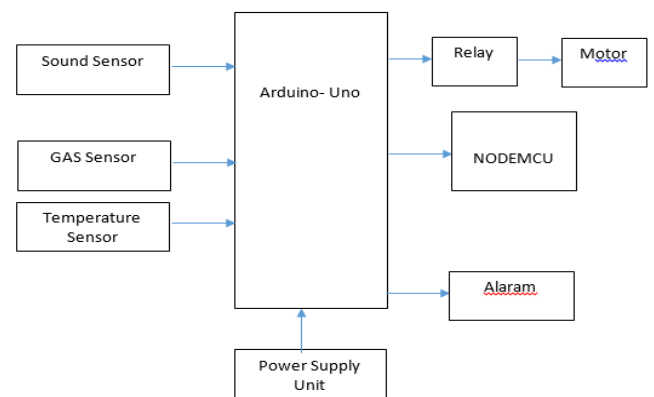 Sound Sensor
Arduino- Uno
Relay
Motor
GAS Sensor
NODEMCU
Temperature
Sensor
Alaram
Power Supply
Unit